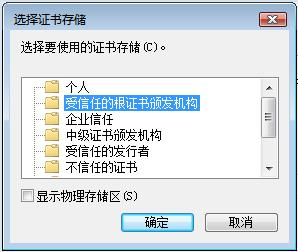 选择证书存储
选择要使用的证书存储(C)。
个人
受信任的根证书颁发机构
企业信任
中级证书颁发机构
受信任的发行者
不信任的证书
显示物理存储区(S)
确定
取消